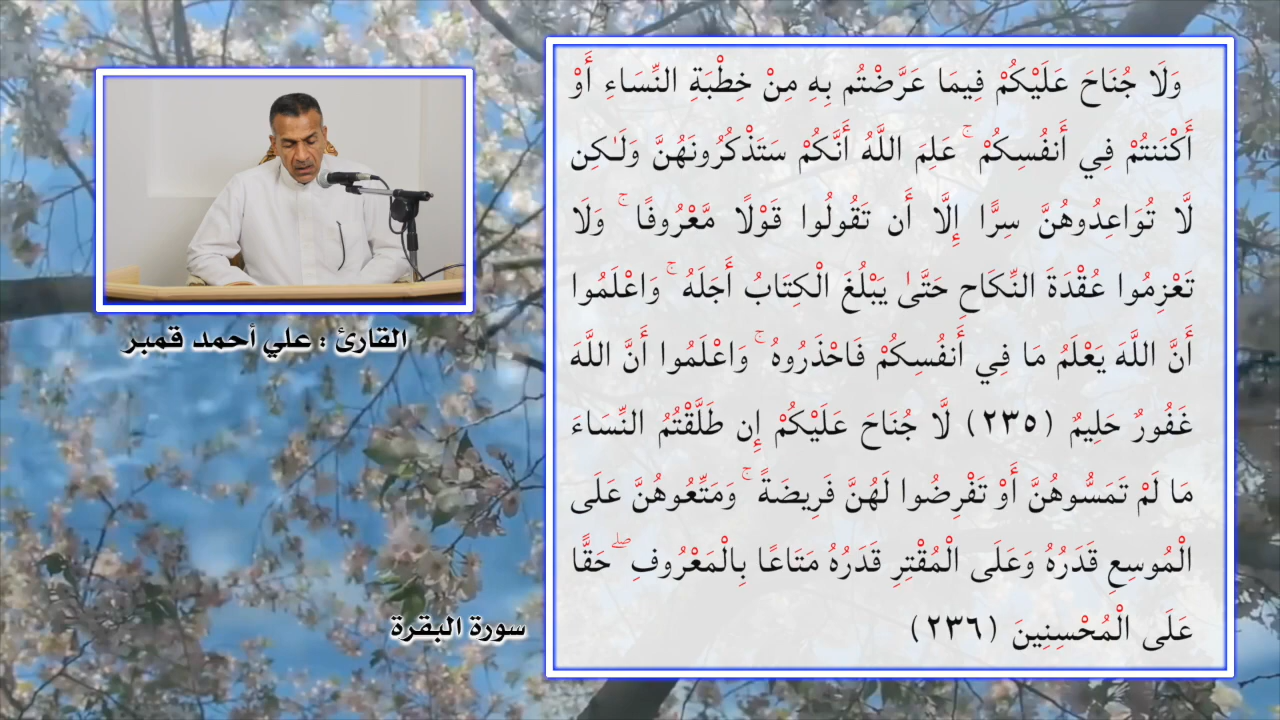 وَلَا جُنَاحَ عَلَيْكُمْ فِيمَا عَرَّضْتُم بِهِ مِنْ خِطْبَةِ النِّسَاءِ أَوْ
أَكْنَنتُمْ فِي أَنفُسِكُمْ ۚ عَلِمَ اللَّهُ أَنَّكُمْ سَتَذْكُرُونَهُنَّ وَلَـٰكِن
لَّا تُوَاعِدُوهُنَّ سِرًّا إِلَّا أَن تَقُولُوا قَوْلًا مَّعْرُوفًا ۚ وَلَا
تَعْزِمُوا عُقْدَةَ النِّكَاحِ حَتَّىٰ يَبْلُغَ الْكِتَابُ أَجَلَهُ ۚ وَاعْلَمُوا
أَنَّ اللَّهَ يَعْلَمُ مَا فِي أَنفُسِكُمْ فَاحْذَرُوهُ ۚ وَاعْلَمُوا أَنَّ اللَّهَ
غَفُورٌ حَلِيمٌ (٢٣٥) لَّا جُنَاحَ عَلَيْكُمْ إِن طَلَّقْتُمُ النِّسَاءَ
مَا لَمْ تَمَسُّوهُنَّ أَوْ تَفْرِضُوا لَهُنَّ فَرِيضَةً ۚ وَمَتِّعُوهُنَّ عَلَى
الْمُوسِعِ قَدَرُهُ وَعَلَى الْمُقْتِرِ قَدَرُهُ مَتَاعًا بِالْمَعْرُوفِ ۖ حَقًّا
عَلَى الْمُحْسِنِينَ (٢٣٦)
القارئ : علي أحمد قمبر
سورة البقرة